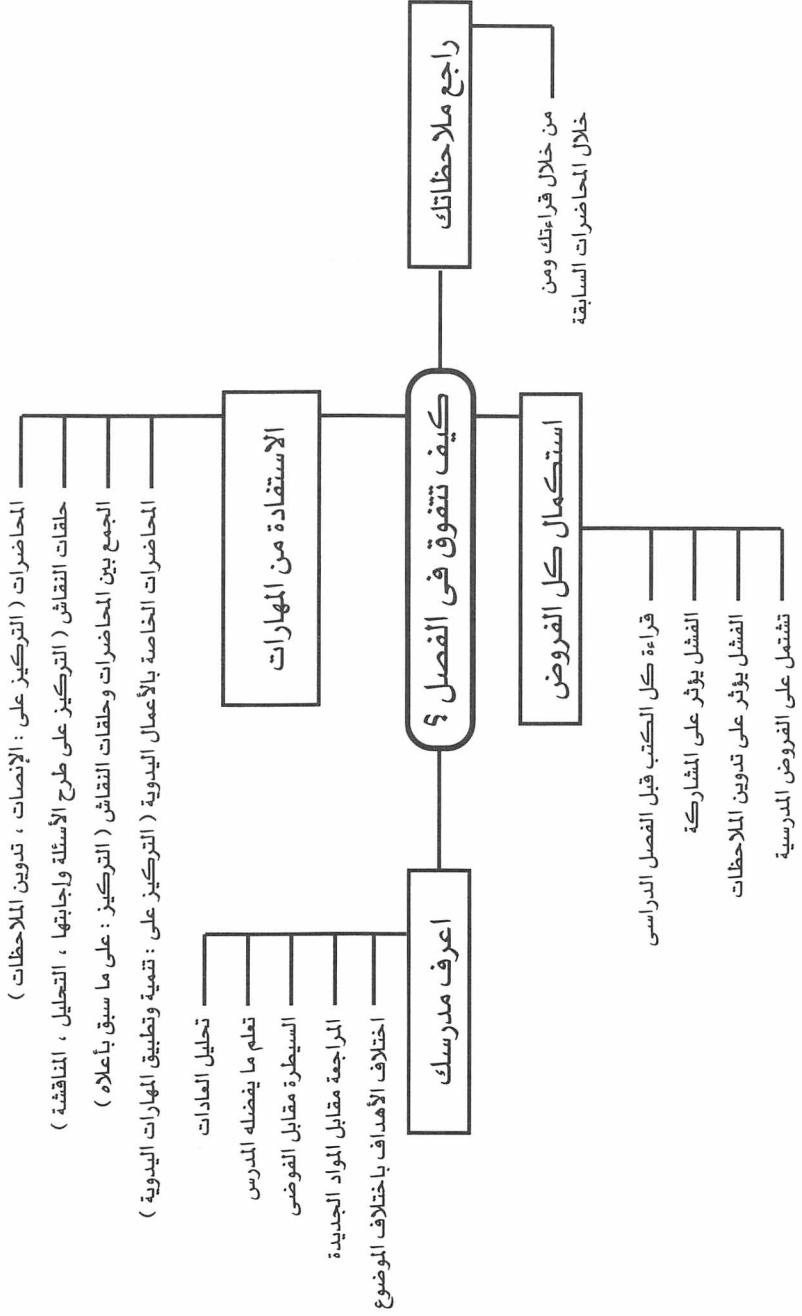 كيف تتفوق فى الفصل ؟
راجع ملاحظاتك
من خلال قراءتك ومن
خلال المحاضرات السابقة
الاستفادة من المهارات
المحاضرات ( التركيز على : الإنصات ، تدوين الملاحظات )
حلقات النقاش ( التركيز على طرح الأسئلة وإجابتها ، التحليل ، المناقشة )
الجمع بين المحاضرات وحلقات النقاش ( التركيز : على ما سبق بأعلاه )
المحاضرات الخاصة بالأعمال اليدوية ( التركيز على : تنمية وتطبيق المهارات اليدوية )
استكمال كل الفروض
قراءة كل الكتب قبل الفصل الدراسى
الفشل يؤثر على المشاركة
الفشل يؤثر على تدوين الملاحظات
تشتمل على الفروض المدرسية
اعرف مدرسك
تحليل العادات
تعلم ما يفضله المدرس
السيطرة مقابل الفوضى
المراجعة مقابل المواد الجديدة
اختلاف الأهداف باختلاف الموضوع